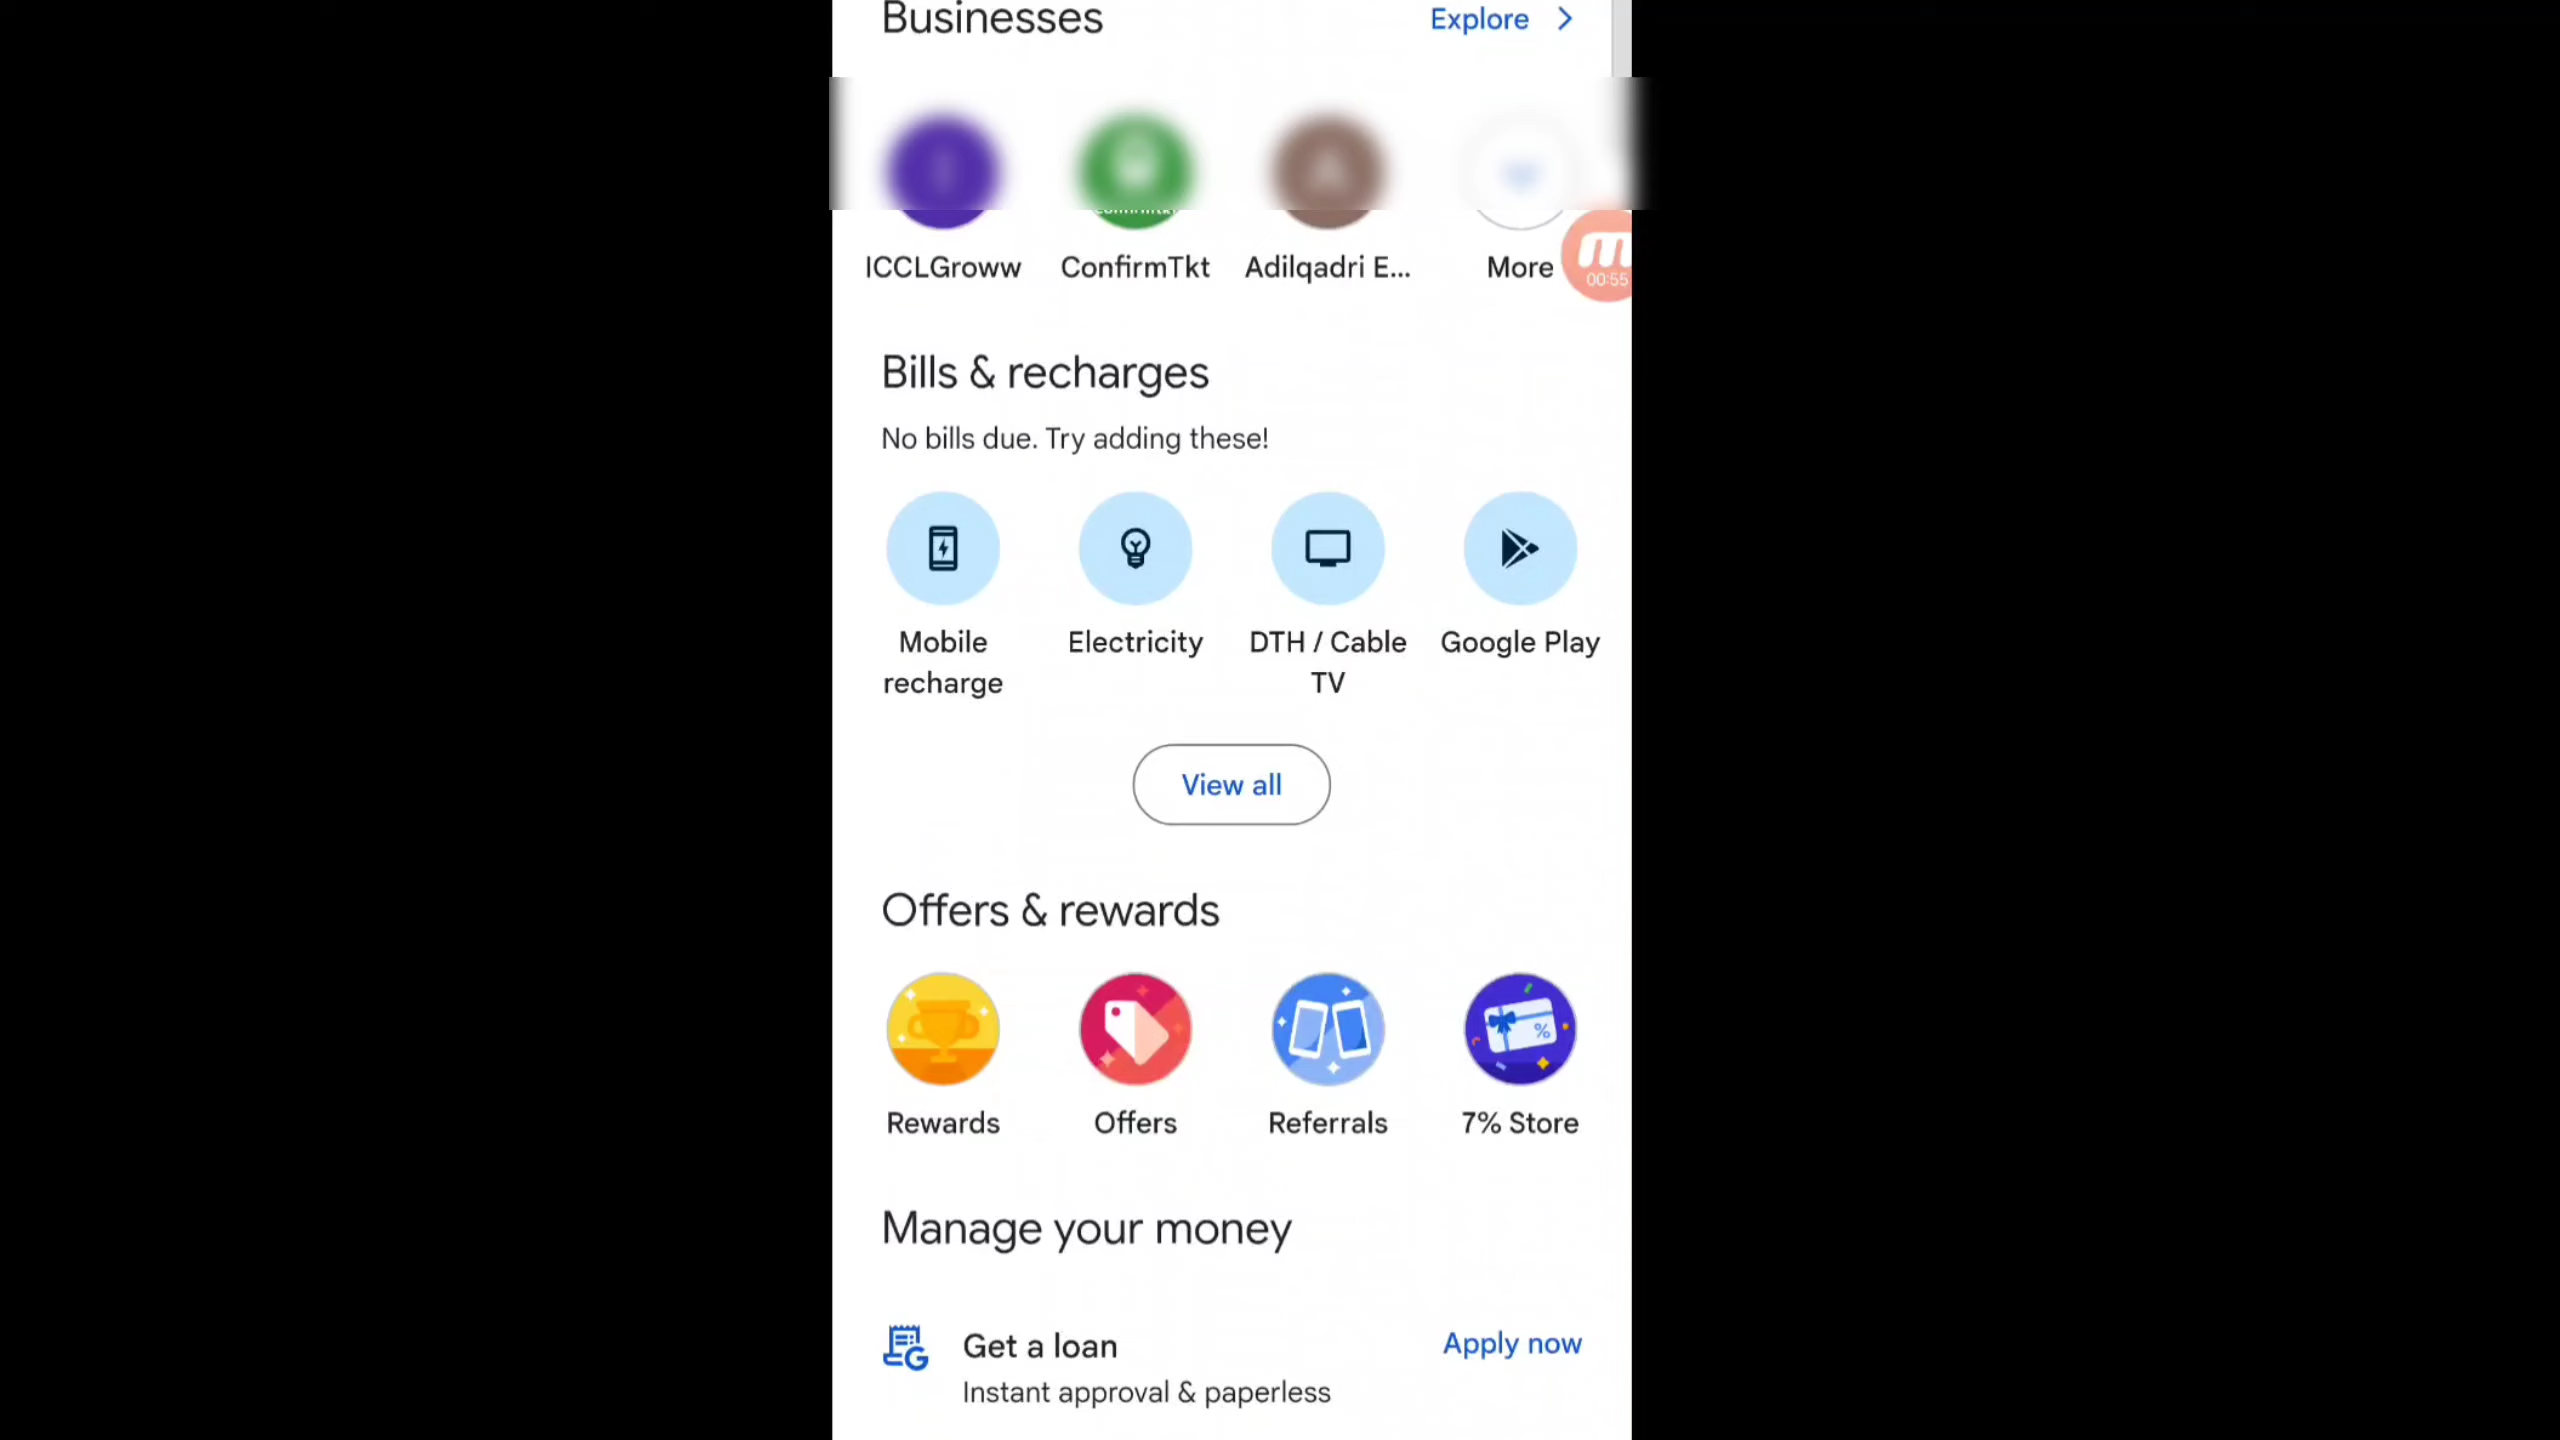 Businesses
Explore
ICCLGroww
ConfirmTkt
Adilqadri E...
More
00:55
Bills & recharges
No bills due. Try adding these!
Mobile
recharge
Electricity
DTH / Cable
TV
Google Play
View all
Offers & rewards
%
Rewards
Offers
Referrals
7% Store
Manage your money
Get a loan
Apply now
Instant approval & paperless